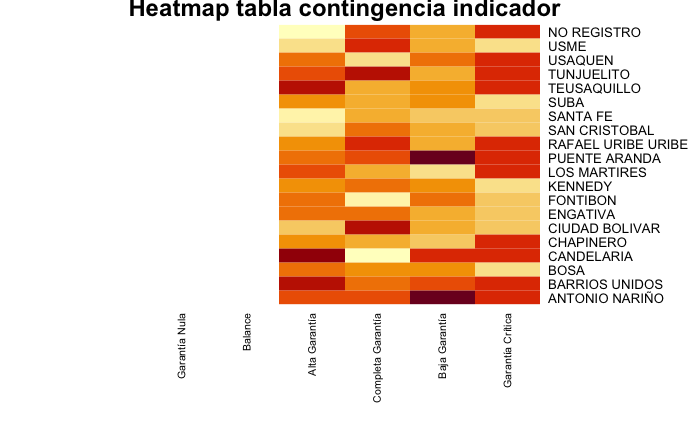 Heatmap tabla contingencia indicador
NO REGISTRO
USME
USAQUEN
TUNJUELITO
TEUSAQUILLO
SUBA
SANTA FE
SAN CRISTOBAL
RAFAEL URIBE URIBE
PUENTE ARANDA
LOS MARTIRES
KENNEDY
FONTIBON
ENGATIVA
CIUDAD BOLIVAR
CHAPINERO
CANDELARIA
BOSA
BARRIOS UNIDOS
ANTONIO NARIÑO
Garantía Nula
Balance
Alta Garantía
Completa Garantía
Baja Garantía
Garantía Crítica